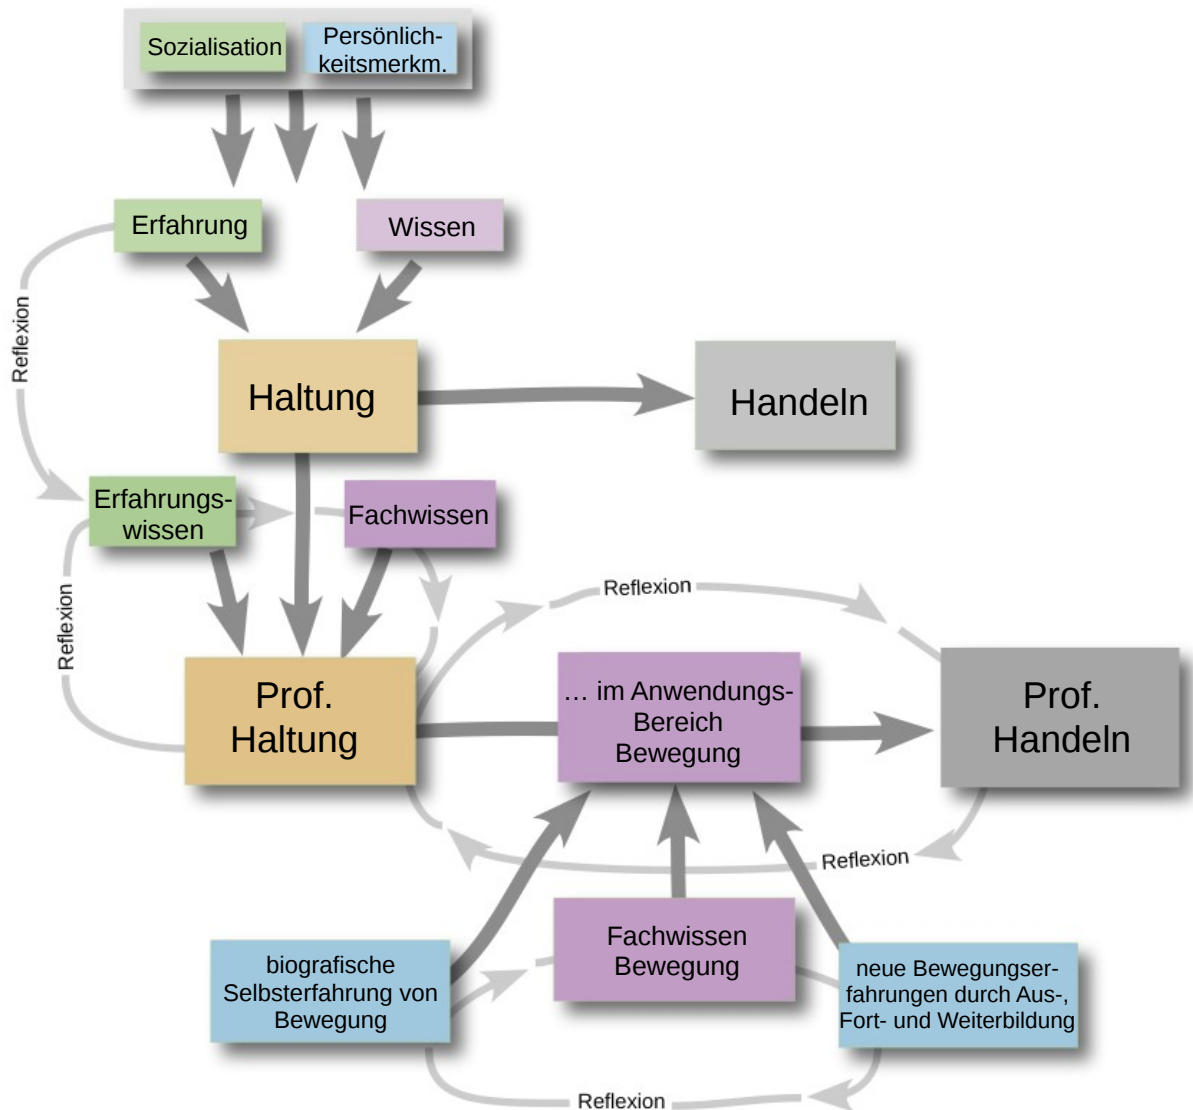 Sozialisation
Persönlich-
keitsmerkm.
Erfahrung
Wissen
Reflexion
Haltung
Handeln
Erfahrungs-
wissen
Fachwissen
Reflexion
Reflexion
Prof.
Haltung
… im Anwendungs-
Bereich
Bewegung
Prof.
Handeln
Reflexion
biografische
Selbsterfahrung von
Bewegung
Fachwissen
Bewegung
neue Bewegungser-
fahrungen durch Aus-,
Fort- und Weiterbildung
Reflexion